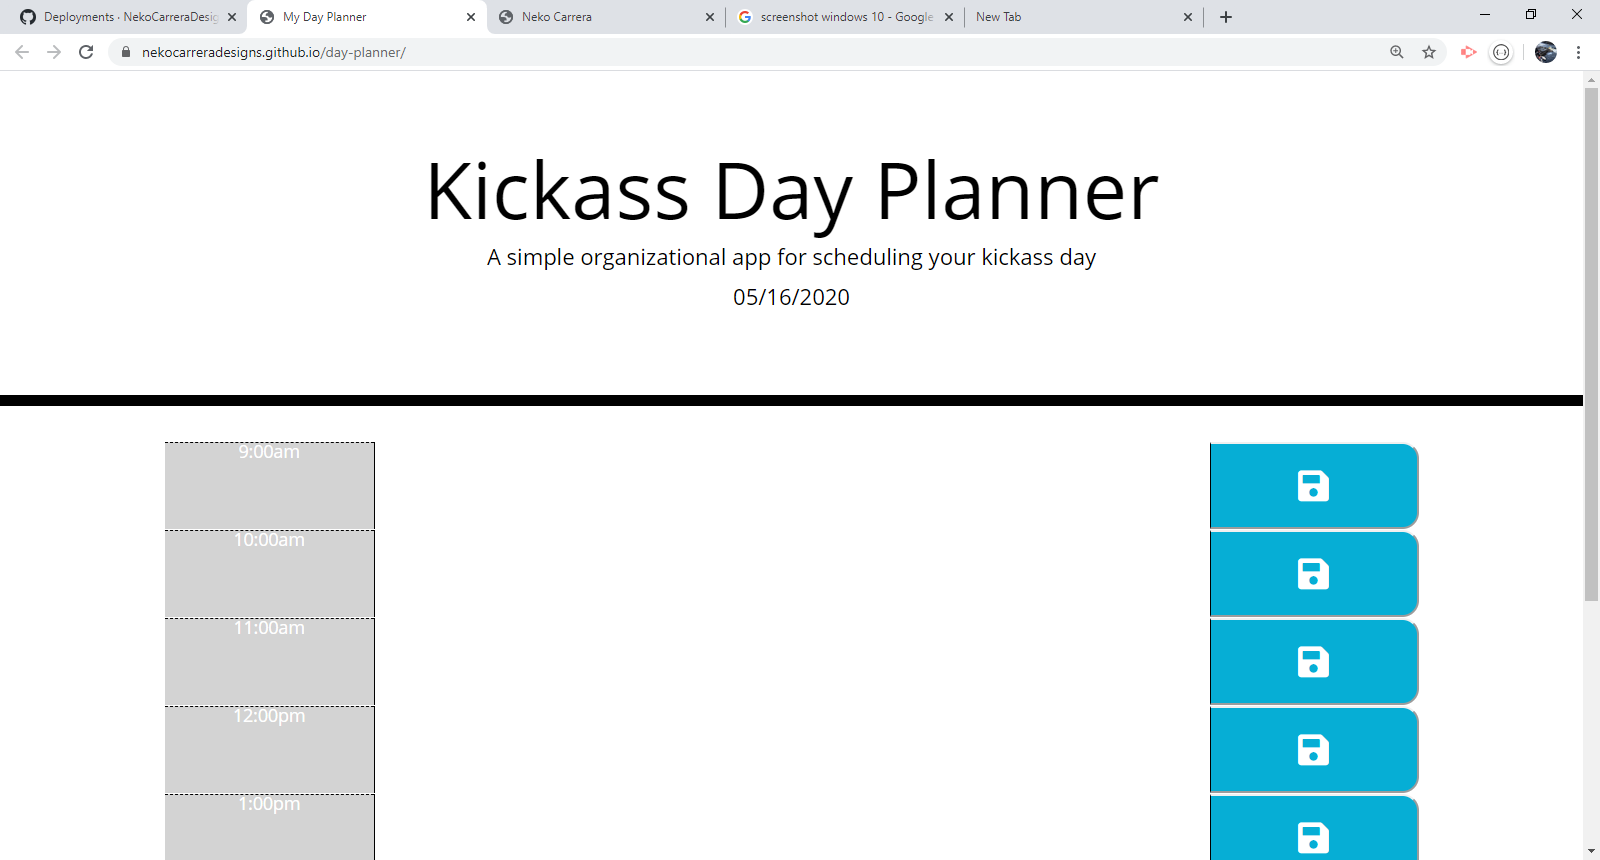 Deployments · NekoCarreraDesig
My Day Planner
Neko Carrera
screenshot windows 10 - Google
New Tab
nekocarreradesigns.github.io/day-planner/
Kickass Day Planner
A simple organizational app for scheduling your kickass day
05/16/2020
9:00am
10:00am
11:00am
12:00pm
1:00pm